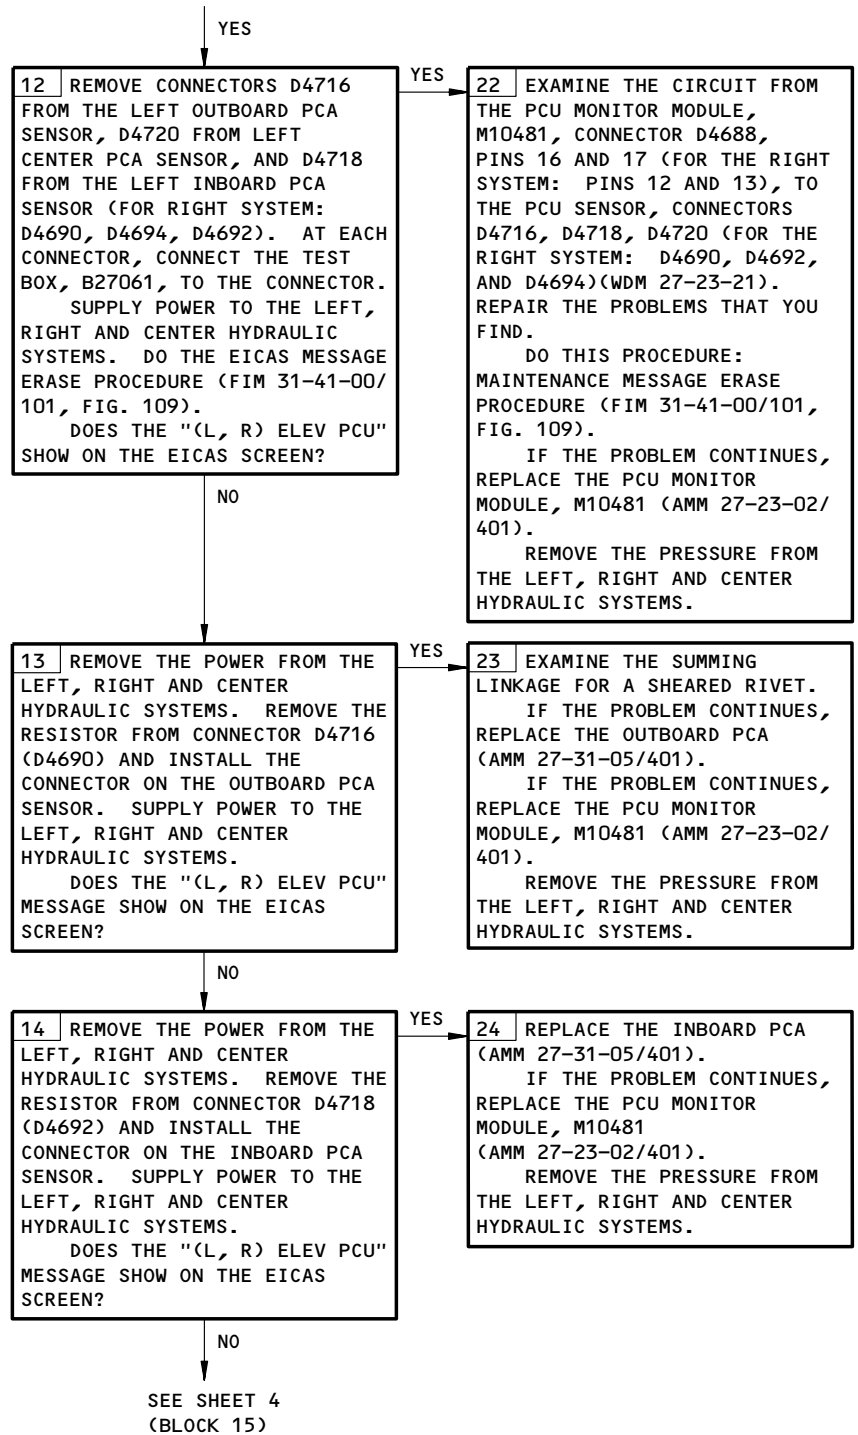 YES
12 REMOVE CONNECTORS D4716
FROM THE LEFT OUTBOARD PCA
SENSOR, D4720 FROM LEFT
CENTER PCA SENSOR, AND D4718
FROM THE LEFT INBOARD PCA
SENSOR (FOR RIGHT SYSTEM:
D4690, D4694, D4692). AT EACH
CONNECTOR, CONNECT THE TEST
BOX, B27061, TO THE CONNECTOR.
SUPPLY POWER TO THE LEFT,
RIGHT AND CENTER HYDRAULIC
SYSTEMS. DO THE EICAS MESSAGE
ERASE PROCEDURE (FIM 31-41-00/
101, FIG. 109).
DOES THE "(L, R) ELEV PCU"
SHOW ON THE EICAS SCREEN?
YES
22 EXAMINE THE CIRCUIT FROM
THE PCU MONITOR MODULE,
M10481, CONNECTOR D4688,
PINS 16 AND 17 (FOR THE RIGHT
SYSTEM: PINS 12 AND 13), TO
THE PCU SENSOR, CONNECTORS
D4716, D4718, D4720 (FOR THE
RIGHT SYSTEM: D4690, D4692,
AND D4694)(WDM 27-23-21).
REPAIR THE PROBLEMS THAT YOU
FIND.
DO THIS PROCEDURE:
MAINTENANCE MESSAGE ERASE
PROCEDURE (FIM 31-41-00/101,
FIG. 109).
IF THE PROBLEM CONTINUES,
REPLACE THE PCU MONITOR
MODULE, M10481 (AMM 27-23-02/
401).
REMOVE THE PRESSURE FROM
THE LEFT, RIGHT AND CENTER
HYDRAULIC SYSTEMS.
NO
13 REMOVE THE POWER FROM THE
LEFT, RIGHT AND CENTER
HYDRAULIC SYSTEMS. REMOVE THE
RESISTOR FROM CONNECTOR D4716
(D4690) AND INSTALL THE
CONNECTOR ON THE OUTBOARD PCA
SENSOR. SUPPLY POWER TO THE
LEFT, RIGHT AND CENTER
HYDRAULIC SYSTEMS.
DOES THE "(L, R) ELEV PCU"
MESSAGE SHOW ON THE EICAS
SCREEN?
YES
23 EXAMINE THE SUMMING
LINKAGE FOR A SHEARED RIVET.
IF THE PROBLEM CONTINUES,
REPLACE THE OUTBOARD PCA
(AMM 27-31-05/401).
IF THE PROBLEM CONTINUES,
REPLACE THE PCU MONITOR
MODULE, M10481 (AMM 27-23-02/
401).
REMOVE THE PRESSURE FROM
THE LEFT, RIGHT AND CENTER
HYDRAULIC SYSTEMS.
NO
14 REMOVE THE POWER FROM THE
LEFT, RIGHT AND CENTER
HYDRAULIC SYSTEMS. REMOVE THE
RESISTOR FROM CONNECTOR D4718
(D4692) AND INSTALL THE
CONNECTOR ON THE INBOARD PCA
SENSOR. SUPPLY POWER TO THE
LEFT, RIGHT AND CENTER
HYDRAULIC SYSTEMS.
DOES THE "(L, R) ELEV PCU"
MESSAGE SHOW ON THE EICAS
SCREEN?
YES
24 REPLACE THE INBOARD PCA
(AMM 27-31-05/401).
IF THE PROBLEM CONTINUES,
REPLACE THE PCU MONITOR
MODULE, M10481
(AMM 27-23-02/401).
REMOVE THE PRESSURE FROM
THE LEFT, RIGHT AND CENTER
HYDRAULIC SYSTEMS.
NO
SEE SHEET 4
(BLOCK 15)